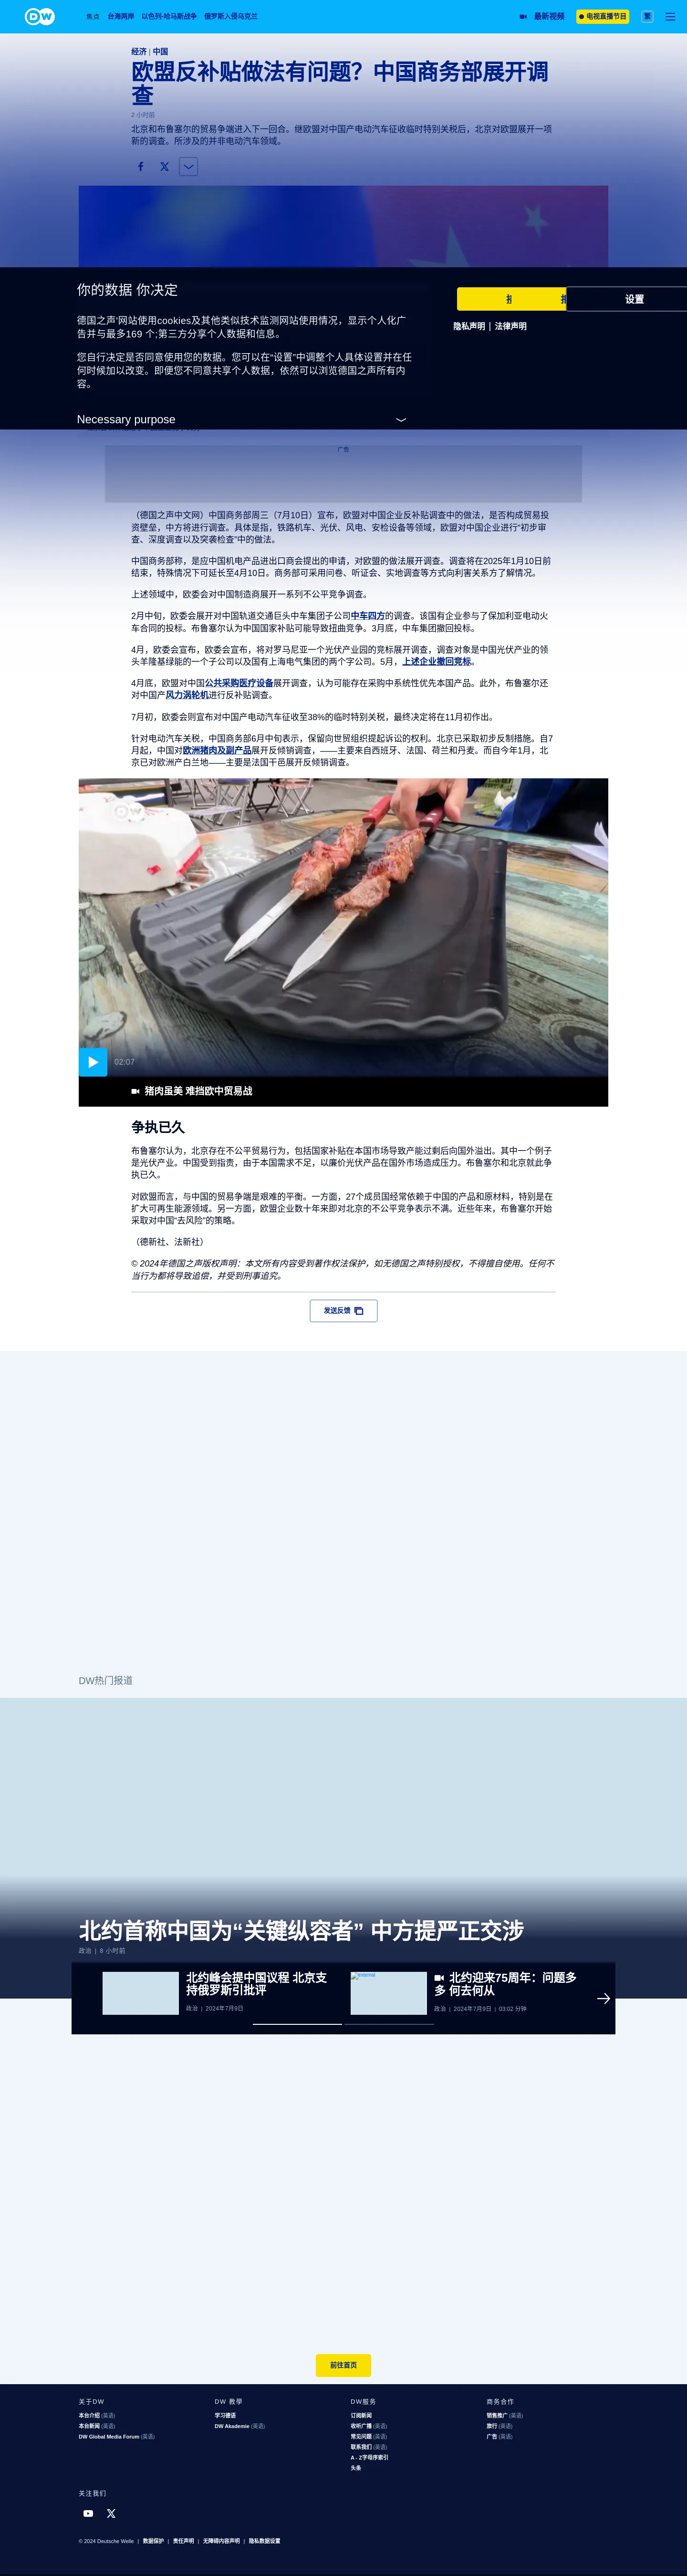 DW 焦点 台海两岸 以色列-哈马斯战争 俄罗斯入侵乌克兰 最新视频 电视直播节目 繁
经济 | 中国
欧盟反补贴做法有问题？中国商务部展开调
查
2 小时前
北京和布鲁塞尔的贸易争端进入下一回合。继欧盟对中国产电动汽车征收临时特别关税后，北京对欧盟展开一项
新的调查。所涉及的并非电动汽车领域。
你的数据 你决定
德国之声'网站使用cookies及其他类似技术监测网站使用情况，显示个人化广
告并与最多169 个;第三方分享个人数据和信息。
您自行决定是否同意使用您的数据。您可以在“设置”中调整个人具体设置并在任
何时候加以改变。即便您不同意共享个人数据，依然可以浏览德国之声所有内
容。
Necessary purpose
设置
隐私声明 | 法律声明
广告
（德国之声中文网）中国商务部周三（7月10日）宣布，欧盟对中国企业反补贴调查中的做法，是否构成贸易投
资壁垒，中方将进行调查。具体是指，铁路机车、光伏、风电、安检设备等领域，欧盟对中国企业进行“初步审
查、深度调查以及突袭检查”中的做法。
中国商务部称，是应中国机电产品进出口商会提出的申请，对欧盟的做法展开调查。调查将在2025年1月10日前
结束，特殊情况下可延长至4月10日。商务部可采用问卷、听证会、实地调查等方式向利害关系方了解情况。
上述领域中，欧委会对中国制造商展开一系列不公平竞争调查。
2月中旬，欧委会展开对中国轨道交通巨头中车集团子公司中车四方的调查。该国有企业参与了保加利亚电动火
车合同的投标。布鲁塞尔认为中国国家补贴可能导致扭曲竞争。3月底，中车集团撤回投标。
4月，欧委会宣布，欧委会宣布，将对罗马尼亚一个光伏产业园的竞标展开调查，调查对象是中国光伏产业的领
头羊隆基绿能的一个子公司以及国有上海电气集团的两个字公司。5月，上述企业撤回竞标。
4月底，欧盟对中国公共采购医疗设备展开调查，认为可能存在采购中系统性优先本国产品。此外，布鲁塞尔还
对中国产风力涡轮机进行反补贴调查。
7月初，欧委会则宣布对中国产电动汽车征收至38%的临时特别关税，最终决定将在11月初作出。
针对电动汽车关税，中国商务部6月中旬表示，保留向世贸组织提起诉讼的权利。北京已采取初步反制措施。自7
月起，中国对欧洲猪肉及副产品展开反倾销调查，——主要来自西班牙、法国、荷兰和丹麦。而自今年1月，北
京已对欧洲产白兰地——主要是法国干邑展开反倾销调查。
02:07
猪肉虽美 难挡欧中贸易战
争执已久
布鲁塞尔认为，北京存在不公平贸易行为，包括国家补贴在本国市场导致产能过剩后向国外溢出。其中一个例子
是光伏产业。中国受到指责，由于本国需求不足，以廉价光伏产品在国外市场造成压力。布鲁塞尔和北京就此争
执已久。
对欧盟而言，与中国的贸易争端是艰难的平衡。一方面，27个成员国经常依赖于中国的产品和原材料，特别是在
扩大可再生能源领域。另一方面，欧盟企业数十年来即对北京的不公平竞争表示不满。近些年来，布鲁塞尔开始
采取对中国“去风险”的策略。
（德新社、法新社）
© 2024年德国之声版权声明：本文所有内容受到著作权法保护，如无德国之声特别授权，不得擅自使用。任何不
当行为都将导致追偿，并受到刑事追究。
发送反馈
DW热门报道
北约首称中国为“关键纵容者” 中方提严正交涉
政治 | 8 小时前
北约峰会提中国议程 北京支
持俄罗斯引批评
政治 | 2024年7月9日
北约迎来75周年：问题多
多 何去何从
政治 | 2024年7月9日 | 03:02 分钟
前往首页
关于DW
本台介绍 (英语)
本台新闻 (英语)
DW Global Media Forum (英语)
DW 教學
学习德语
DW Akademie (英语)
DW服务
订阅新闻
收听广播 (英语)
常见问题 (英语)
联系我们 (英语)
A - Z字母序索引
头条
商务合作
销售推广 (英语)
旅行 (英语)
广告 (英语)
关注我们
© 2024 Deutsche Welle | 数据保护 | 责任声明 | 无障碍内容声明 | 隐私数据设置